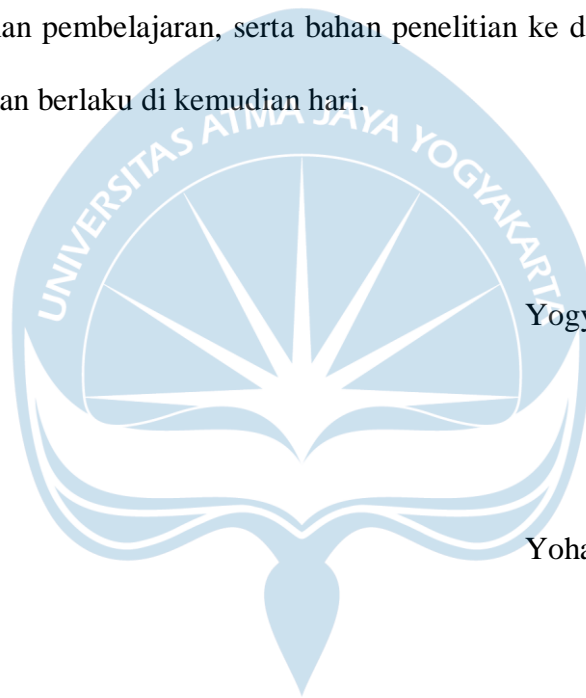 an pembelajaran, serta bahan penelitian ke d
an berlaku di kemudian hari.
UNIVERSITAS ATMA JAYA YOGYAKARTA
Yogy
Yoha